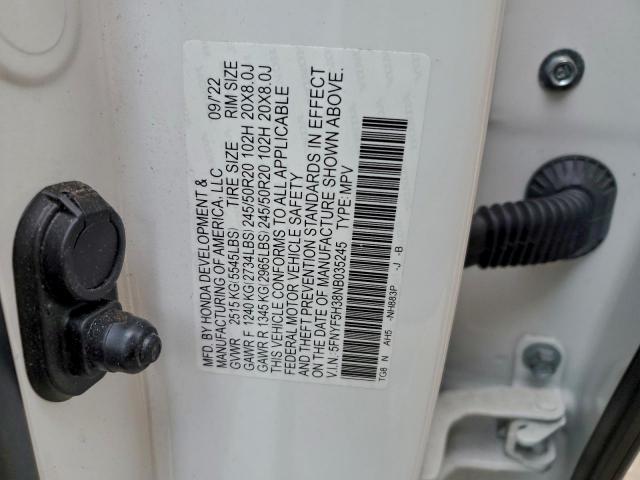 MFD. BY HONDA DEVELOPMENT &
MANUFACTURING OF AMERICA, LLC 09/22
TIRE SIZE RIM SIZE
GVWR 2515 KG(5545LBS)
GAWR F 1240 KG(2734LBS) 245/50R20 102H 20X8.0J
GAWR R 1345 KG(2965LBS) 245/50R20 102H 20X8.0J
THIS VEHICLE CONFORMS TO ALL APPLICABLE
FEDERAL MOTOR VEHICLE SAFETY
AND THEFT PREVENTION STANDARDS IN EFFECT
ON THE DATE OF MANUFACTURE SHOWN ABOVE.
V.I.N: 5FNYF5H38NB035245 TYPE:MPV
TG8 N AH5 -NH883P -J -B